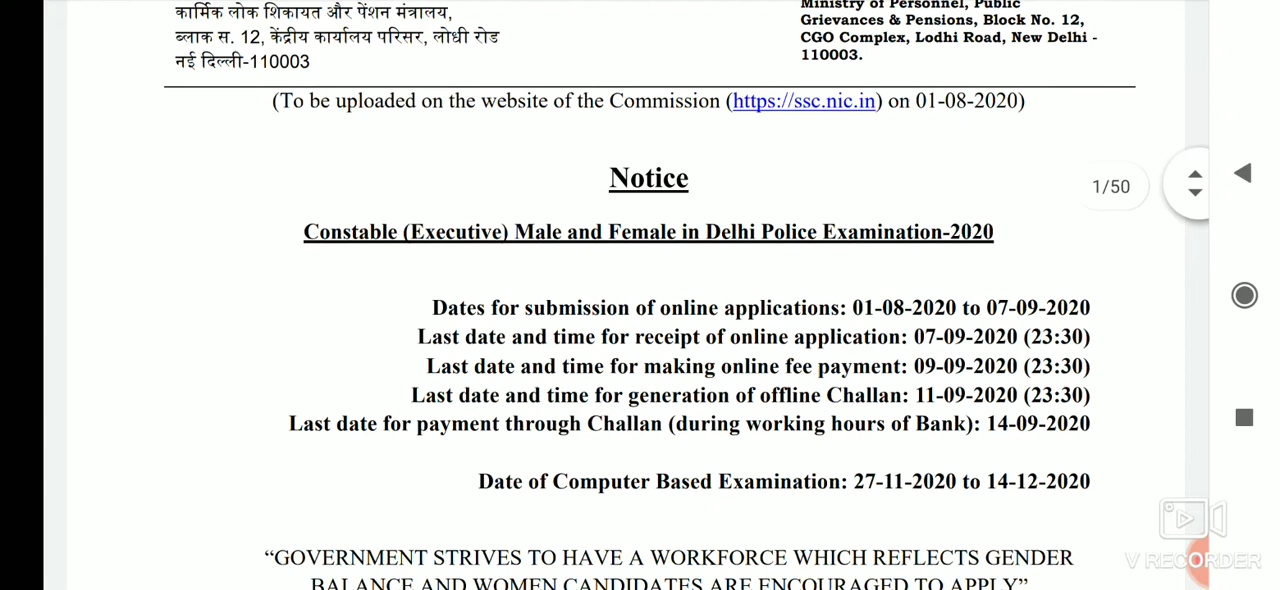 कार्मिक लोक शिकायत और पेंशन मंत्रालय,
ब्लाक स. 12, केंद्रीय कार्यालय परिसर, लोधी रोड
नई दिल्ली-110003
Ministry of Personnel, Public
Grievances & Pensions, Block No. 12,
CGO Complex, Lodhi Road, New Delhi -
110003.
(To be uploaded on the website of the Commission (https://ssc.nic.in) on 01-08-2020)
Notice
1/50
Constable (Executive) Male and Female in Delhi Police Examination-2020
Dates for submission of online applications: 01-08-2020 to 07-09-2020
Last date and time for receipt of online application: 07-09-2020 (23:30)
Last date and time for making online fee payment: 09-09-2020 (23:30)
Last date and time for generation of offline Challan: 11-09-2020 (23:30)
Last date for payment through Challan (during working hours of Bank): 14-09-2020
Date of Computer Based Examination: 27-11-2020 to 14-12-2020
“GOVERNMENT STRIVES TO HAVE A WORKFORCE WHICH REFLECTS GENDER
BALANCE AND WOMEN CANDIDATES ARE ENCOURAGED TO APPLY”
V RECORDER